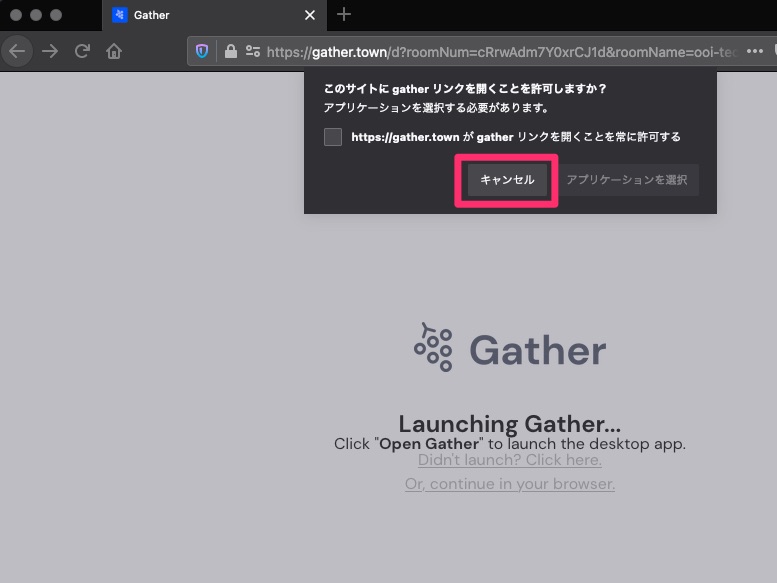 Gather
https://gather.town/d?roomNum=cRrwAdm7Y0xrCJ1d&roomName=ooi-tec
このサイトに gather リンクを開くことを許可しますか？
アプリケーションを選択する必要があります。
https://gather.town が gather リンクを開くことを常に許可する
キャンセル
アプリケーションを選択
Gather
Launching Gather...
Click "Open Gather" to launch the desktop app.
Didn't launch? Click here.
Or, continue in your browser.